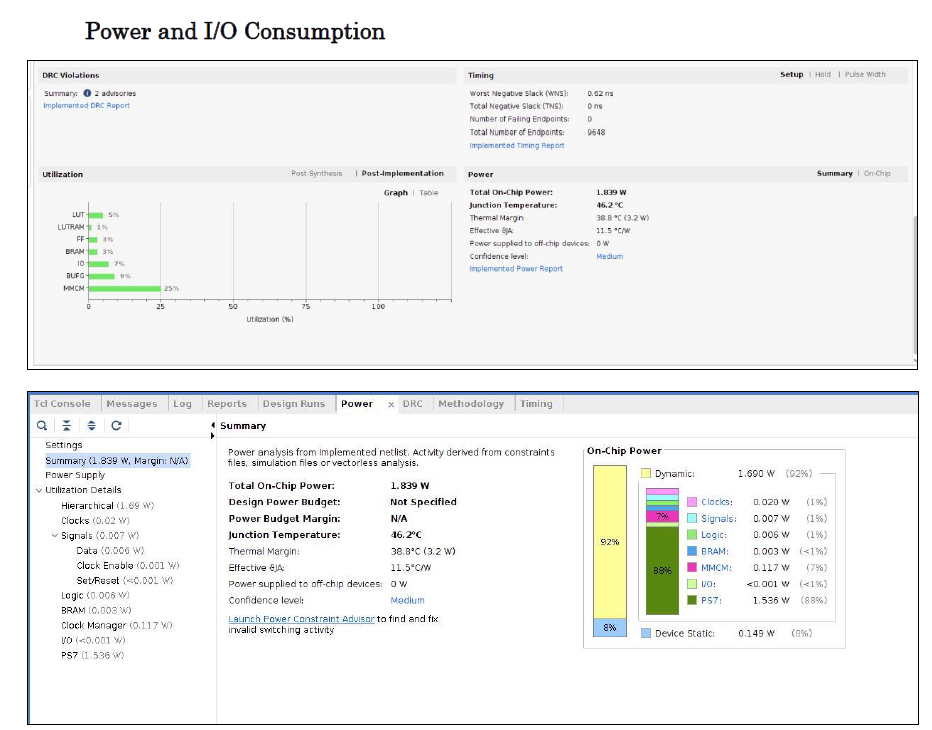 Power and I/O Consumption
DRC Violations
Summary: 2 advisories
Implemented DRC Report
Timing
Setup | Hold | Pulse Width
Worst Negative Slack (WNS): 0.62 ns
Total Negative Slack (TNS): 0 ns
Number of Failing Endpoints: 0
Total Number of Endpoints: 9648
Implemented Timing Report
Utilization
Post-Synthesis | Post-Implementation
Graph | Table
LUT 5%
LUTRAM 1%
FF 3%
BRAM 3%
IO 7%
BUFG 9%
MMCM 25%
0 25 50 75 100
Utilization (%)
Power
Summary | On-Chip
Total On-Chip Power: 1.839 W
Junction Temperature: 46.2 °C
Thermal Margin: 38.8 °C (3.2 W)
Effective θJA: 11.5 °C/W
Power supplied to off-chip devices: 0 W
Confidence level: Medium
Implemented Power Report
Tcl Console Messages Log Reports Design Runs Power × DRC Methodology Timing
Settings
Summary (1.839 W, Margin: N/A)
Power Supply
Utilization Details
Hierarchical (1.69 W)
Clocks (0.02 W)
Signals (0.007 W)
Data (0.006 W)
Clock Enable (0.001 W)
Set/Reset (<0.001 W)
Logic (0.006 W)
BRAM (0.003 W)
Clock Manager (0.117 W)
I/O (<0.001 W)
PS7 (1.536 W)
Summary
Power analysis from Implemented netlist. Activity derived from constraints
files, simulation files or vectorless analysis.
Total On-Chip Power: 1.839 W
Design Power Budget: Not Specified
Power Budget Margin: N/A
Junction Temperature: 46.2°C
Thermal Margin: 38.8°C (3.2 W)
Effective θJA: 11.5°C/W
Power supplied to off-chip devices: 0 W
Confidence level: Medium
Launch Power Constraint Advisor to find and fix
invalid switching activity
On-Chip Power
92%
8%
7%
88%
Dynamic: 1.690 W (92%)
Clocks: 0.020 W (1%)
Signals: 0.007 W (1%)
Logic: 0.006 W (1%)
BRAM: 0.003 W (<1%)
MMCM: 0.117 W (7%)
I/O: <0.001 W (<1%)
PS7: 1.536 W (88%)
Device Static: 0.149 W (8%)